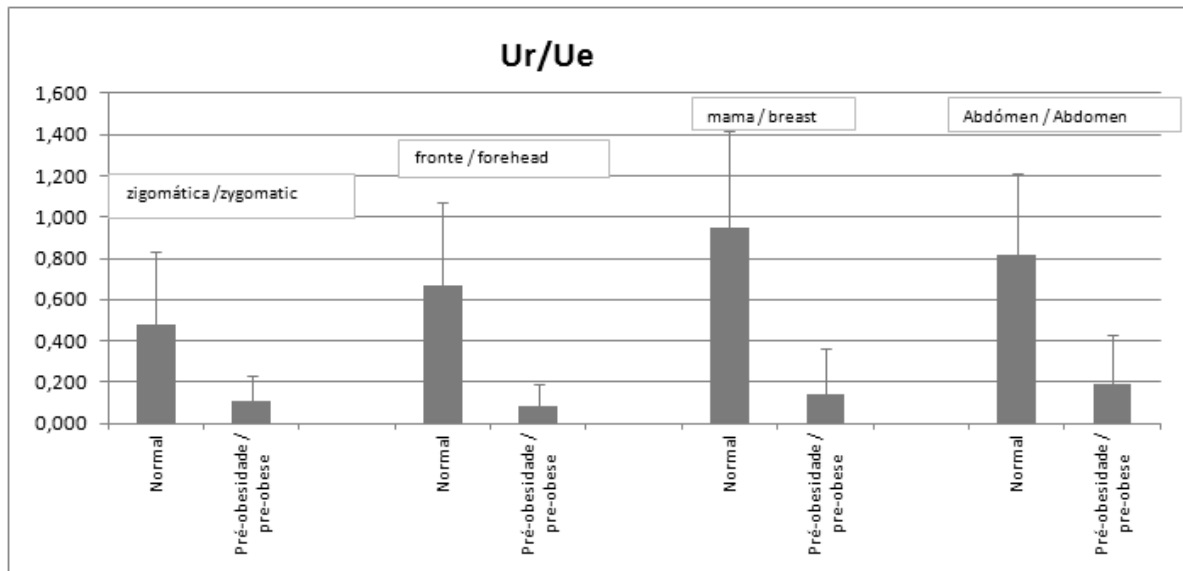 Ur/Ue
1,600
1,400
1,200
1,000
0,800
0,600
0,400
0,200
0,000
zigomática /zygomatic
fronte / forehead
mama / breast
Abdómen / Abdomen
Normal
Pré-obesidade /
pre-obese
Normal
Pré-obesidade /
pre-obese
Normal
Pré-obesidade /
pre-obese
Normal
Pré-obesidade /
pre-obese